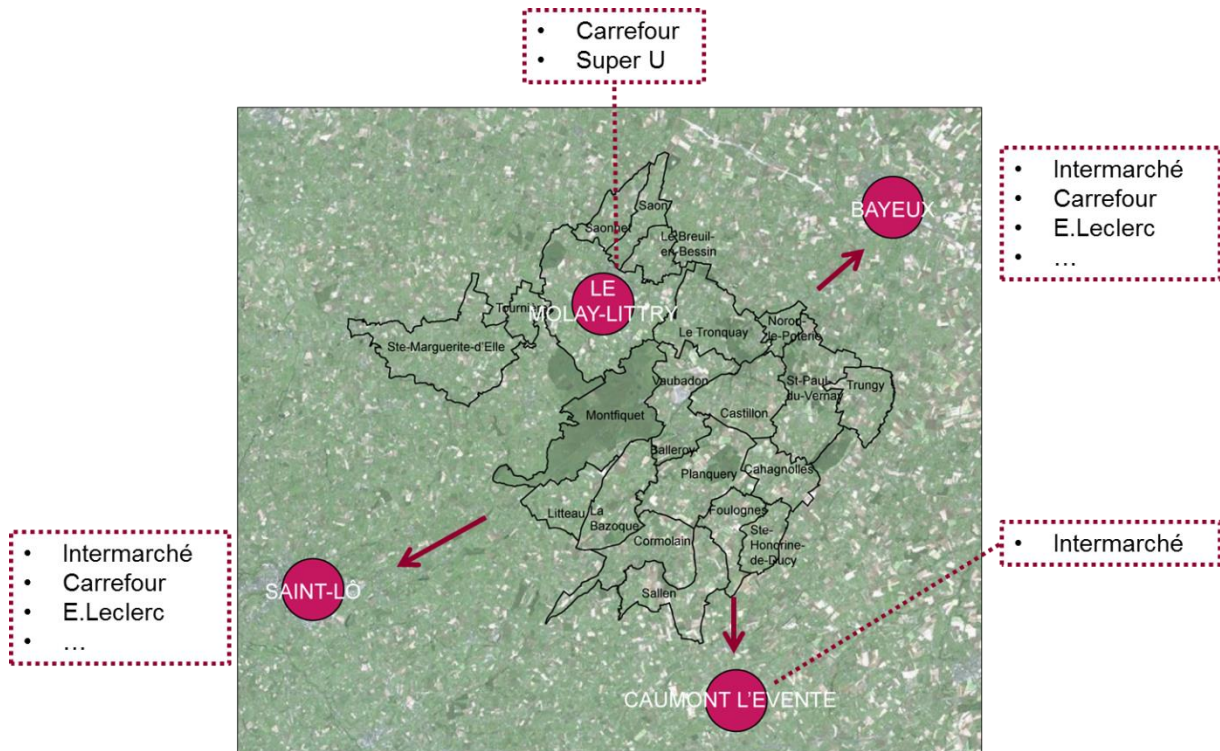 • Carrefour
• Super U
• Intermarché
• Carrefour
• E.Leclerc
• ...
BAYEUX
Saon
Saonnet
Le Breuil-
en-Bessin
LE
MOLAY-LITTRY
Ste-Marguerite-d'Elle
Le Tronquay
Noron-
la-Poterie
Vaubadon
St-Paul-
du-Vernay
Trungy
Montfiquet
Castillon
Balleroy
Planquery
Cahagnolles
Litteau
La
Bazoque
Foulognes
Cormolain
Ste-
Honorine-
de-Ducy
Sallen
• Intermarché
• Intermarché
• Carrefour
• E.Leclerc
• ...
SAINT-LÔ
CAUMONT L'EVENTE